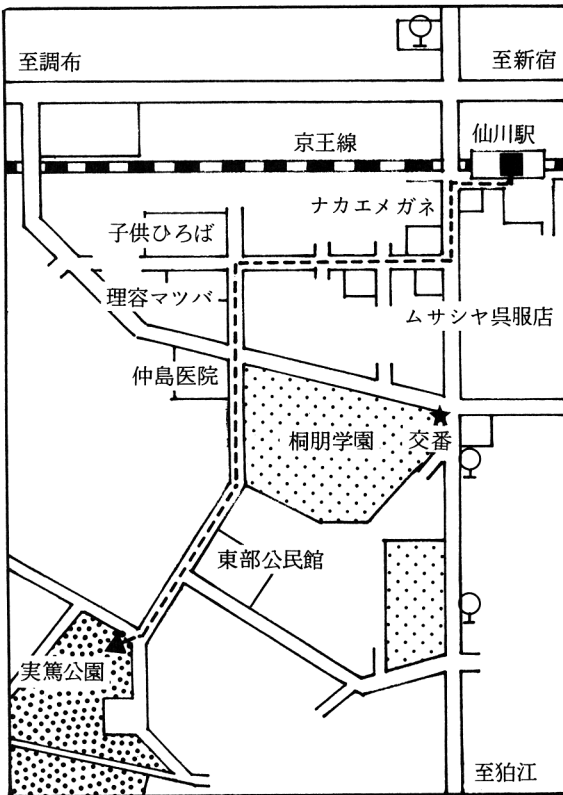 至調布
至新宿
仙川駅
京王線
ナカエメガネ
子供ひろば
理容マツバ
ムサシヤ呉服店
仲島医院
桐朋学園
交番
東部公民館
実篤公園
至狛江